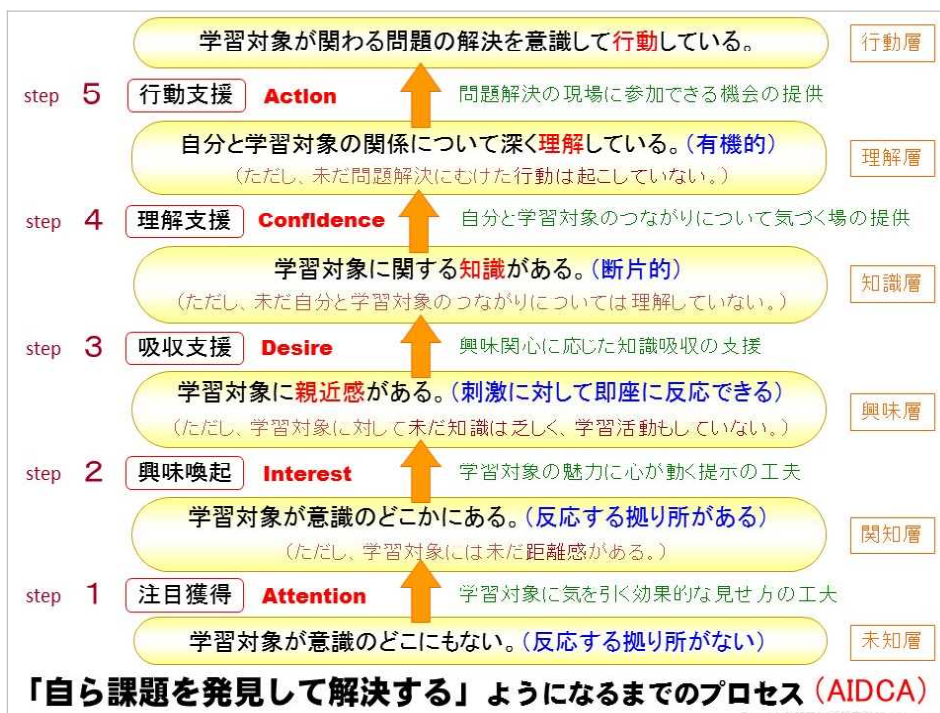 学習対象が関わる問題の解決を意識して行動している。 行動層
step 5 行動支援 Action 問題解決の現場に参加できる機会の提供
自分と学習対象の関係について深く理解している。(有機的) 理解層
(ただし、未だ問題解決にむけた行動は起こしていない。)
step 4 理解支援 Confidence 自分と学習対象のつながりについて気づく場の提供
学習対象に関する知識がある。(断片的) 知識層
(ただし、未だ自分と学習対象のつながりについては理解していない。)
step 3 吸収支援 Desire 興味関心に応じた知識吸収の支援
学習対象に親近感がある。(刺激に対して即座に反応できる) 興味層
(ただし、学習対象に対して未だ知識は乏しく、学習活動もしていない。)
step 2 興味喚起 Interest 学習対象の魅力に心が動く提示の工夫
学習対象が意識のどこかにある。(反応する拠り所がある) 関知層
(ただし、学習対象には未だ距離感がある。)
step 1 注目獲得 Attention 学習対象に気を引く効果的な見せ方の工夫
学習対象が意識のどこにもない。(反応する拠り所がない) 未知層
「自ら課題を発見して解決する」ようになるまでのプロセス(AIDCA)